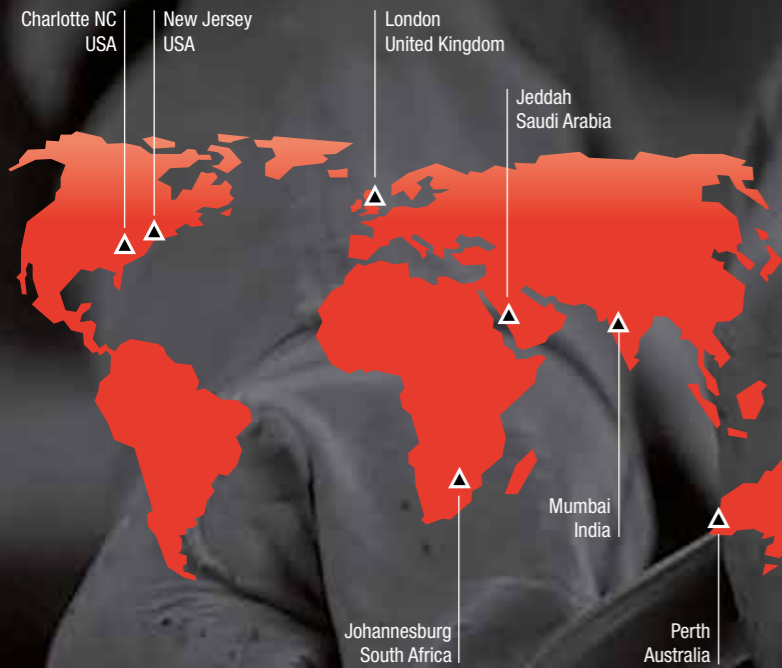 Charlotte NC
USA
New Jersey
USA
London
United Kingdom
Jeddah
Saudi Arabia
Mumbai
India
Johannesburg
South Africa
Perth
Australia